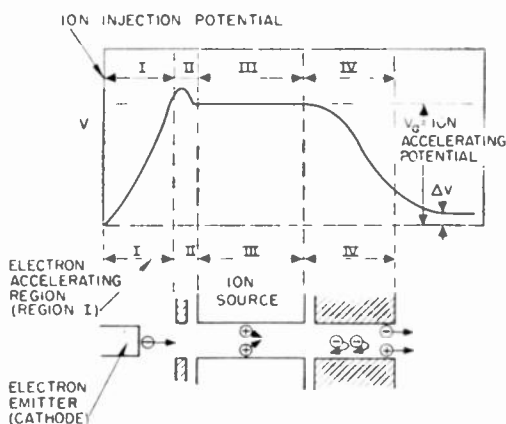 ION INJECTION POTENTIAL
I II III IV
V
Va = ION
ACCELERATING
POTENTIAL
ΔV
I II III IV
ELECTRON
ACCELERATING
REGION
(REGION I)
ION
SOURCE
ELECTRON
EMITTER
(CATHODE)